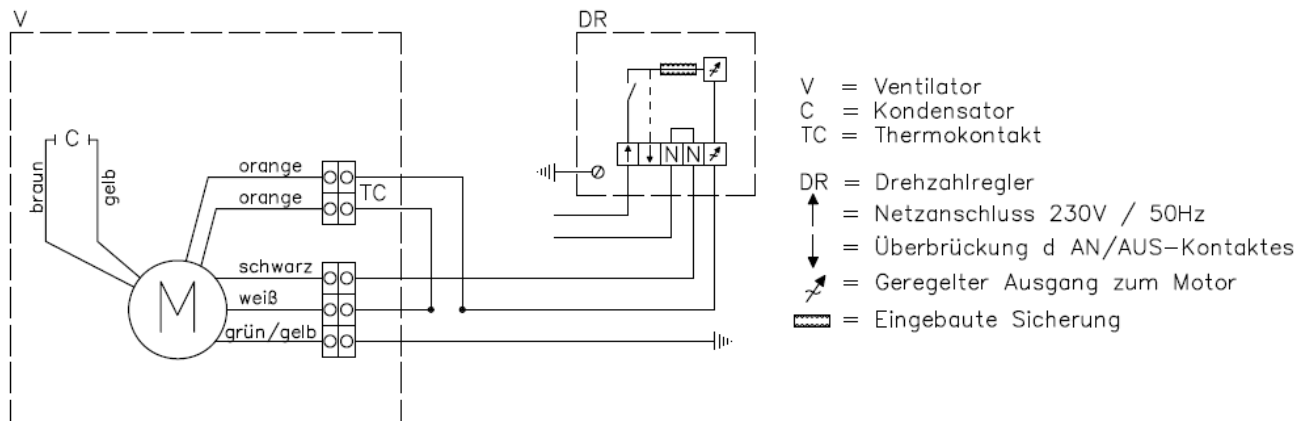 V
DR
C
braun
gelb
orange
orange
TC
schwarz
weiß
grün/gelb
M
N N
V = Ventilator
C = Kondensator
TC = Thermokontakt
DR = Drehzahlregler
= Netzanschluss 230V / 50Hz
= Überbrückung d AN/AUS-Kontaktes
= Geregelter Ausgang zum Motor
= Eingebaute Sicherung